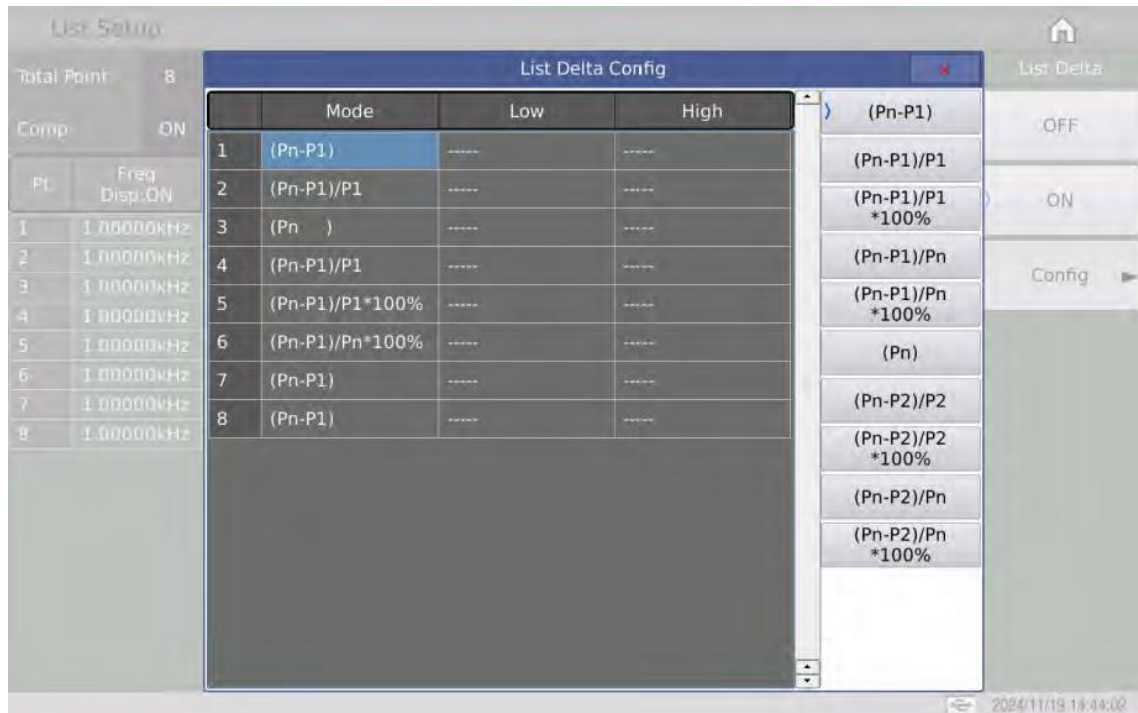 List Setup
Total Point 8
Comp ON
Pt. Freq
Disp:ON
1 1.00000kHz
2 1.00000kHz
3 1.00000kHz
4 1.00000kHz
5 1.00000kHz
6 1.00000kHz
7 1.00000kHz
8 1.00000kHz
List Delta Config ×
Mode Low High
1 (Pn-P1) ----- -----
2 (Pn-P1)/P1 ----- -----
3 (Pn    ) ----- -----
4 (Pn-P1)/P1 ----- -----
5 (Pn-P1)/P1*100% ----- -----
6 (Pn-P1)/Pn*100% ----- -----
7 (Pn-P1) ----- -----
8 (Pn-P1) ----- -----
(Pn-P1)
(Pn-P1)/P1
(Pn-P1)/P1
*100%
(Pn-P1)/Pn
(Pn-P1)/Pn
*100%
(Pn)
(Pn-P2)/P2
(Pn-P2)/P2
*100%
(Pn-P2)/Pn
(Pn-P2)/Pn
*100%
List Delta
OFF
ON
Config
2024/11/19 14:44:02